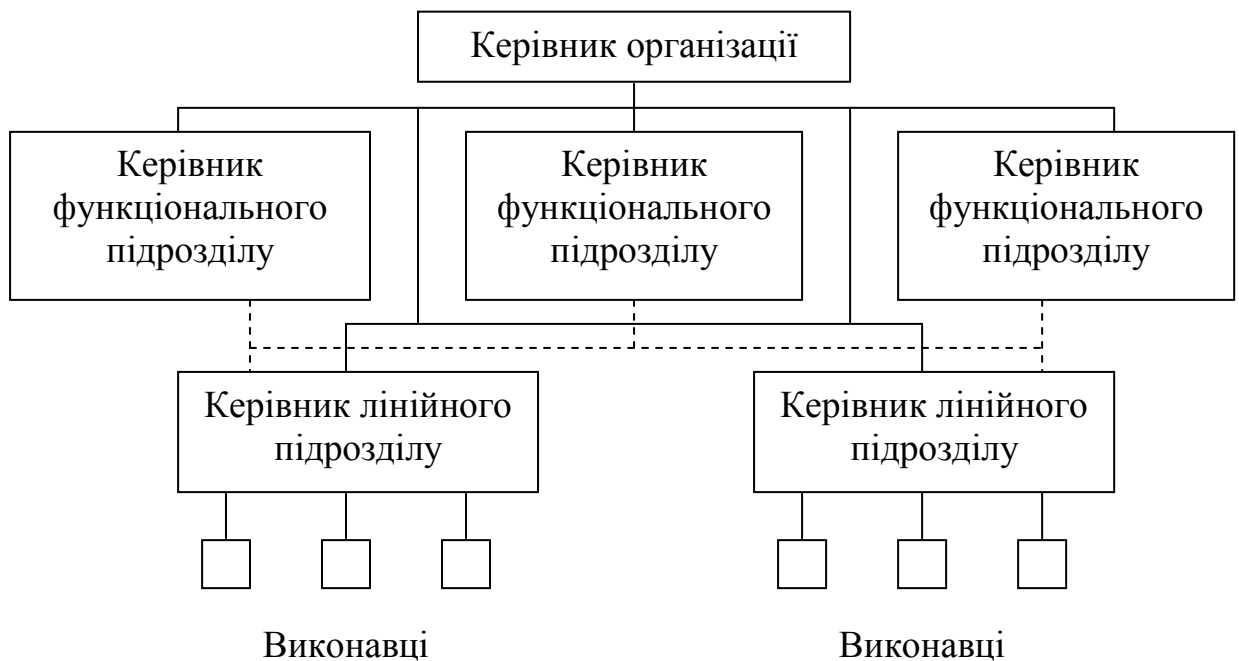 Керівник організації
Керівник
функціонального
підрозділу
Керівник
функціонального
підрозділу
Керівник
функціонального
підрозділу
Керівник лінійного
підрозділу
Керівник лінійного
підрозділу
Виконавці
Виконавці